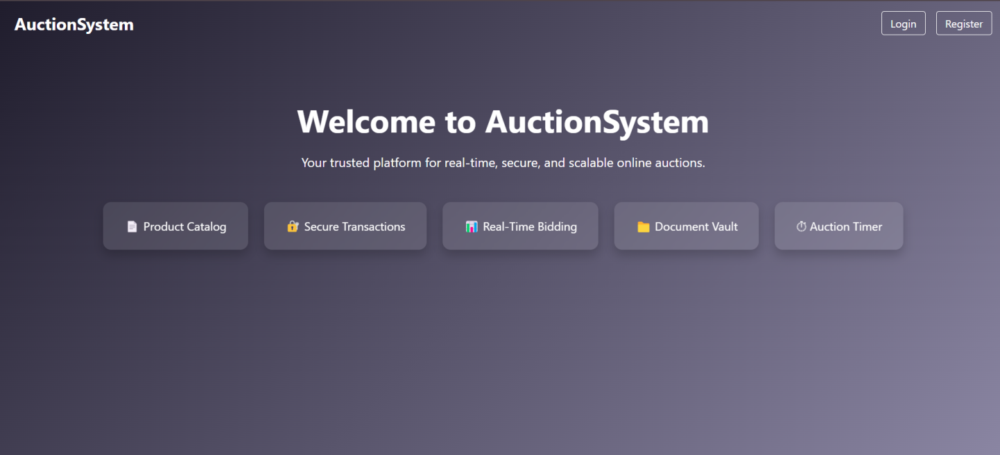 AuctionSystem
Login
Register
Welcome to AuctionSystem
Your trusted platform for real-time, secure, and scalable online auctions.
Product Catalog
Secure Transactions
Real-Time Bidding
Document Vault
Auction Timer